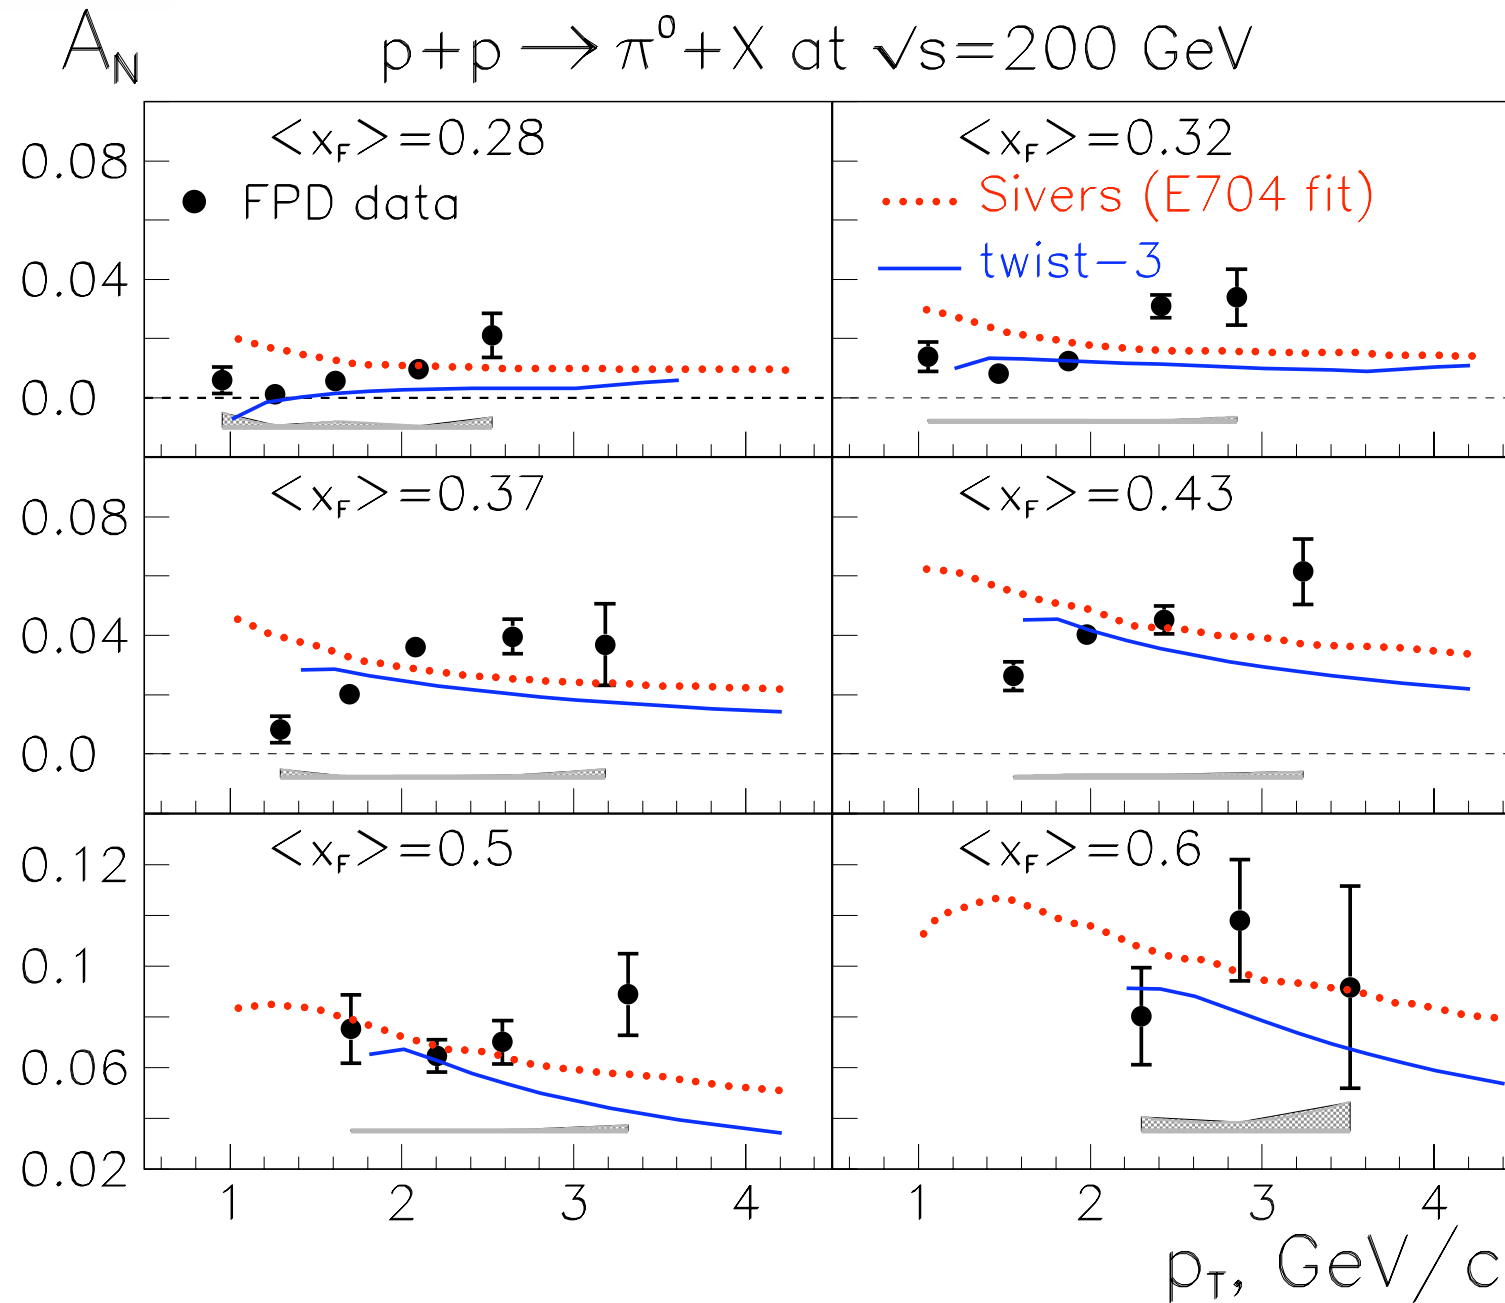 A_N p+p → π⁰+X at √s=200 GeV
<x_F>=0.28
<x_F>=0.32
0.08
FPD data
Sivers (E704 fit)
0.04
twist-3
0.0
<x_F>=0.37
<x_F>=0.43
0.08
0.04
0.0
<x_F>=0.5
<x_F>=0.6
0.12
0.1
0.06
0.02
1 2 3 4 1 2 3 4
p_T, GeV/c